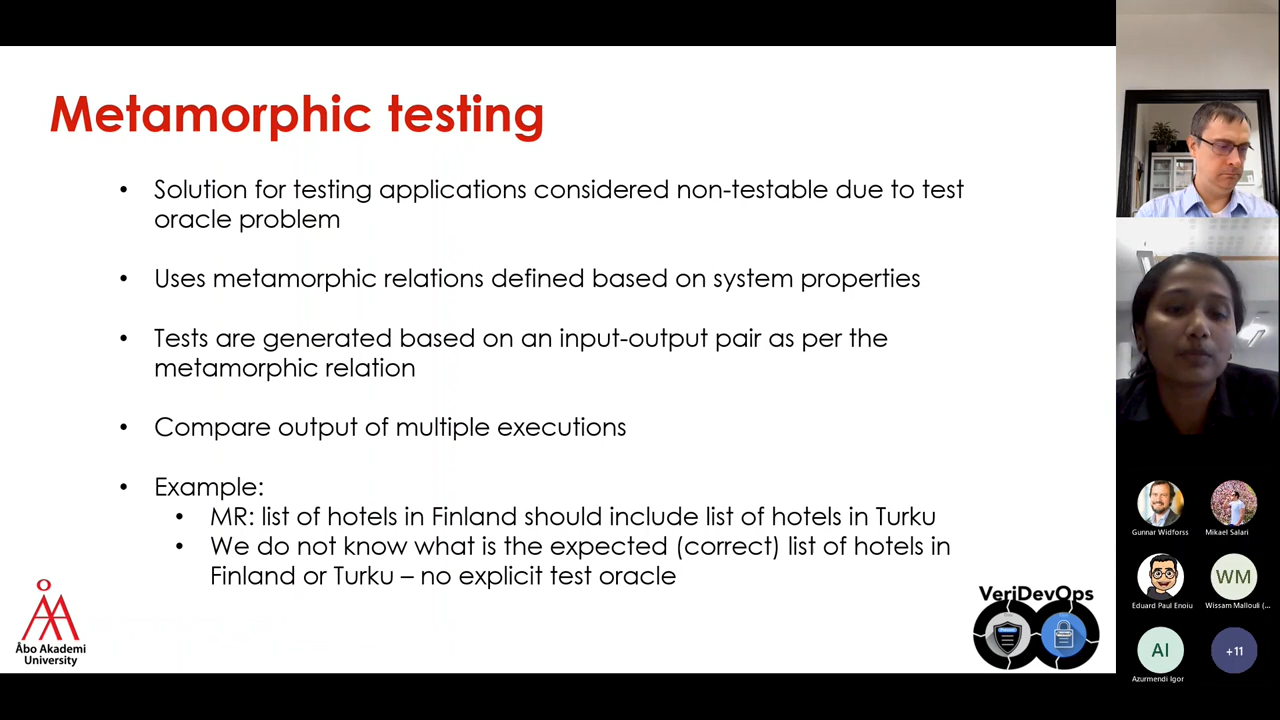 Metamorphic testing
• Solution for testing applications considered non-testable due to test
oracle problem
• Uses metamorphic relations defined based on system properties
• Tests are generated based on an input-output pair as per the
metamorphic relation
• Compare output of multiple executions
• Example:
• MR: list of hotels in Finland should include list of hotels in Turku
• We do not know what is the expected (correct) list of hotels in
Finland or Turku – no explicit test oracle
Åbo Akademi
University
VeriDevOps
Gunnar Widforss
Mikael Salari
Eduard Paul Enoiu
WM
Wissam Mallouli (...
AI
Azurmendi Igor
+11